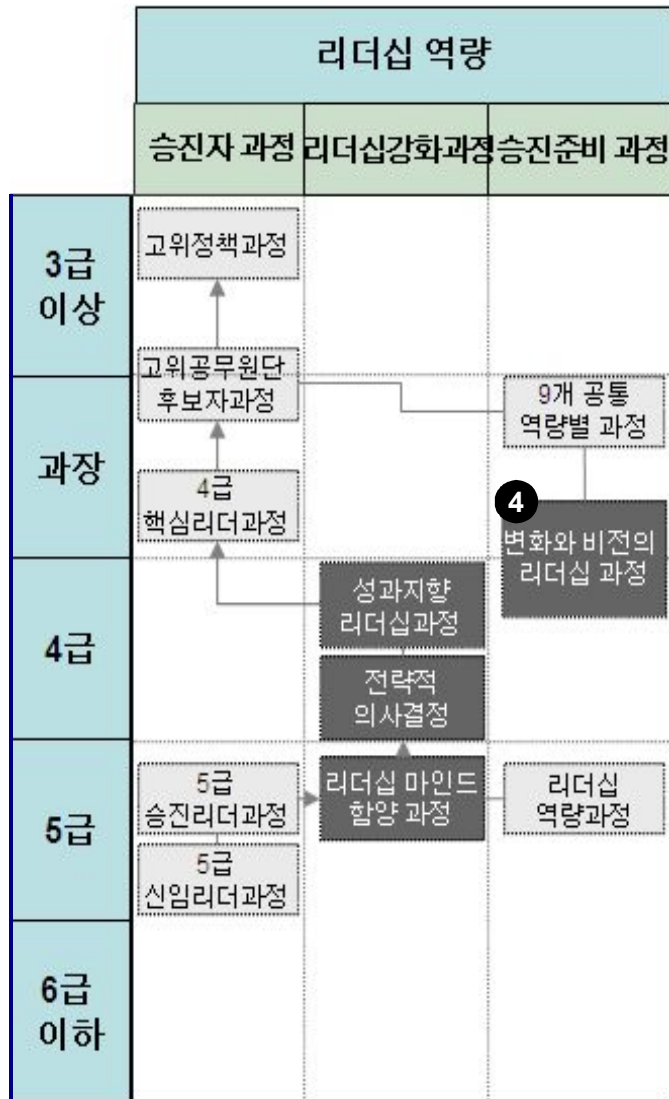 리더십 역량
승진자 과정
리더십강화과정
승진준비 과정
3급
이상
고위정책과정
고위공무원단
후보자과정
9개 공통
역량별 과정
과장
4급
핵심리더과정
4
변화와 비전의
리더십 과정
성과지향
리더십과정
4급
전략적
의사결정
5급
5급
승진리더과정
리더십 마인드
함양 과정
리더십
역량과정
5급
신임리더과정
6급
이하